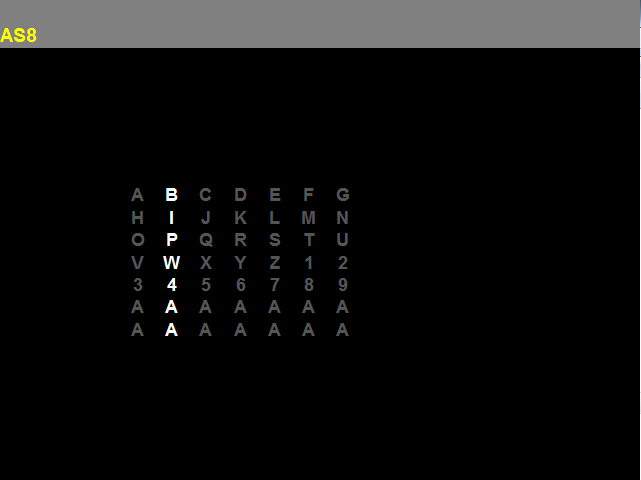 AS8
A B C D E F G
H I J K L M N
O P Q R S T U
V W X Y Z 1 2
3 4 5 6 7 8 9
A A A A A A A
A A A A A A A